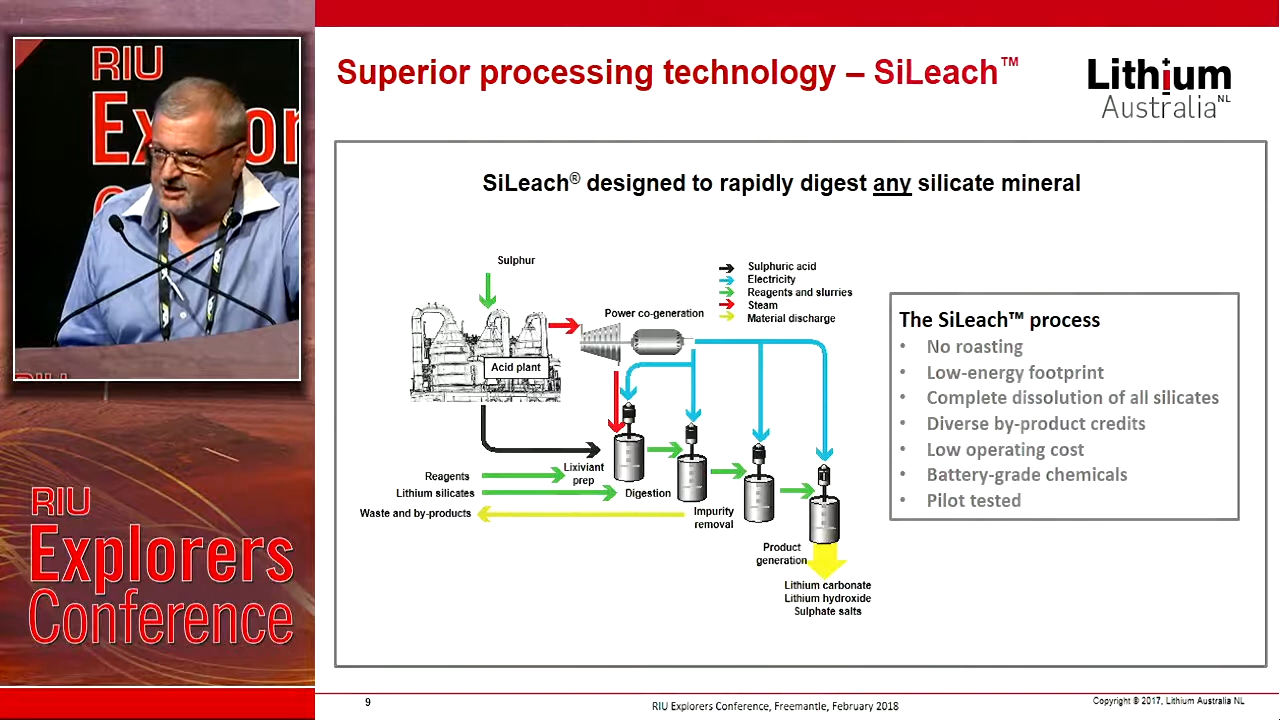 RIU
Explorers
Conference
Superior processing technology – SiLeach™
Lithium
Australia NL
SiLeach® designed to rapidly digest any silicate mineral
Sulphur
Sulphuric acid
Electricity
Reagents and slurries
Steam
Material discharge
Power co-generation
Acid plant
Reagents
Lithium silicates
Waste and by-products
Lixiviant
prep
Digestion
Impurity
removal
Product
generation
Lithium carbonate
Lithium hydroxide
Sulphate salts
The SiLeach™ process
• No roasting
• Low-energy footprint
• Complete dissolution of all silicates
• Diverse by-product credits
• Low operating cost
• Battery-grade chemicals
• Pilot tested
9
RIU Explorers Conference, Freemantle, February 2018
Copyright © 2017, Lithium Australia NL
RIU